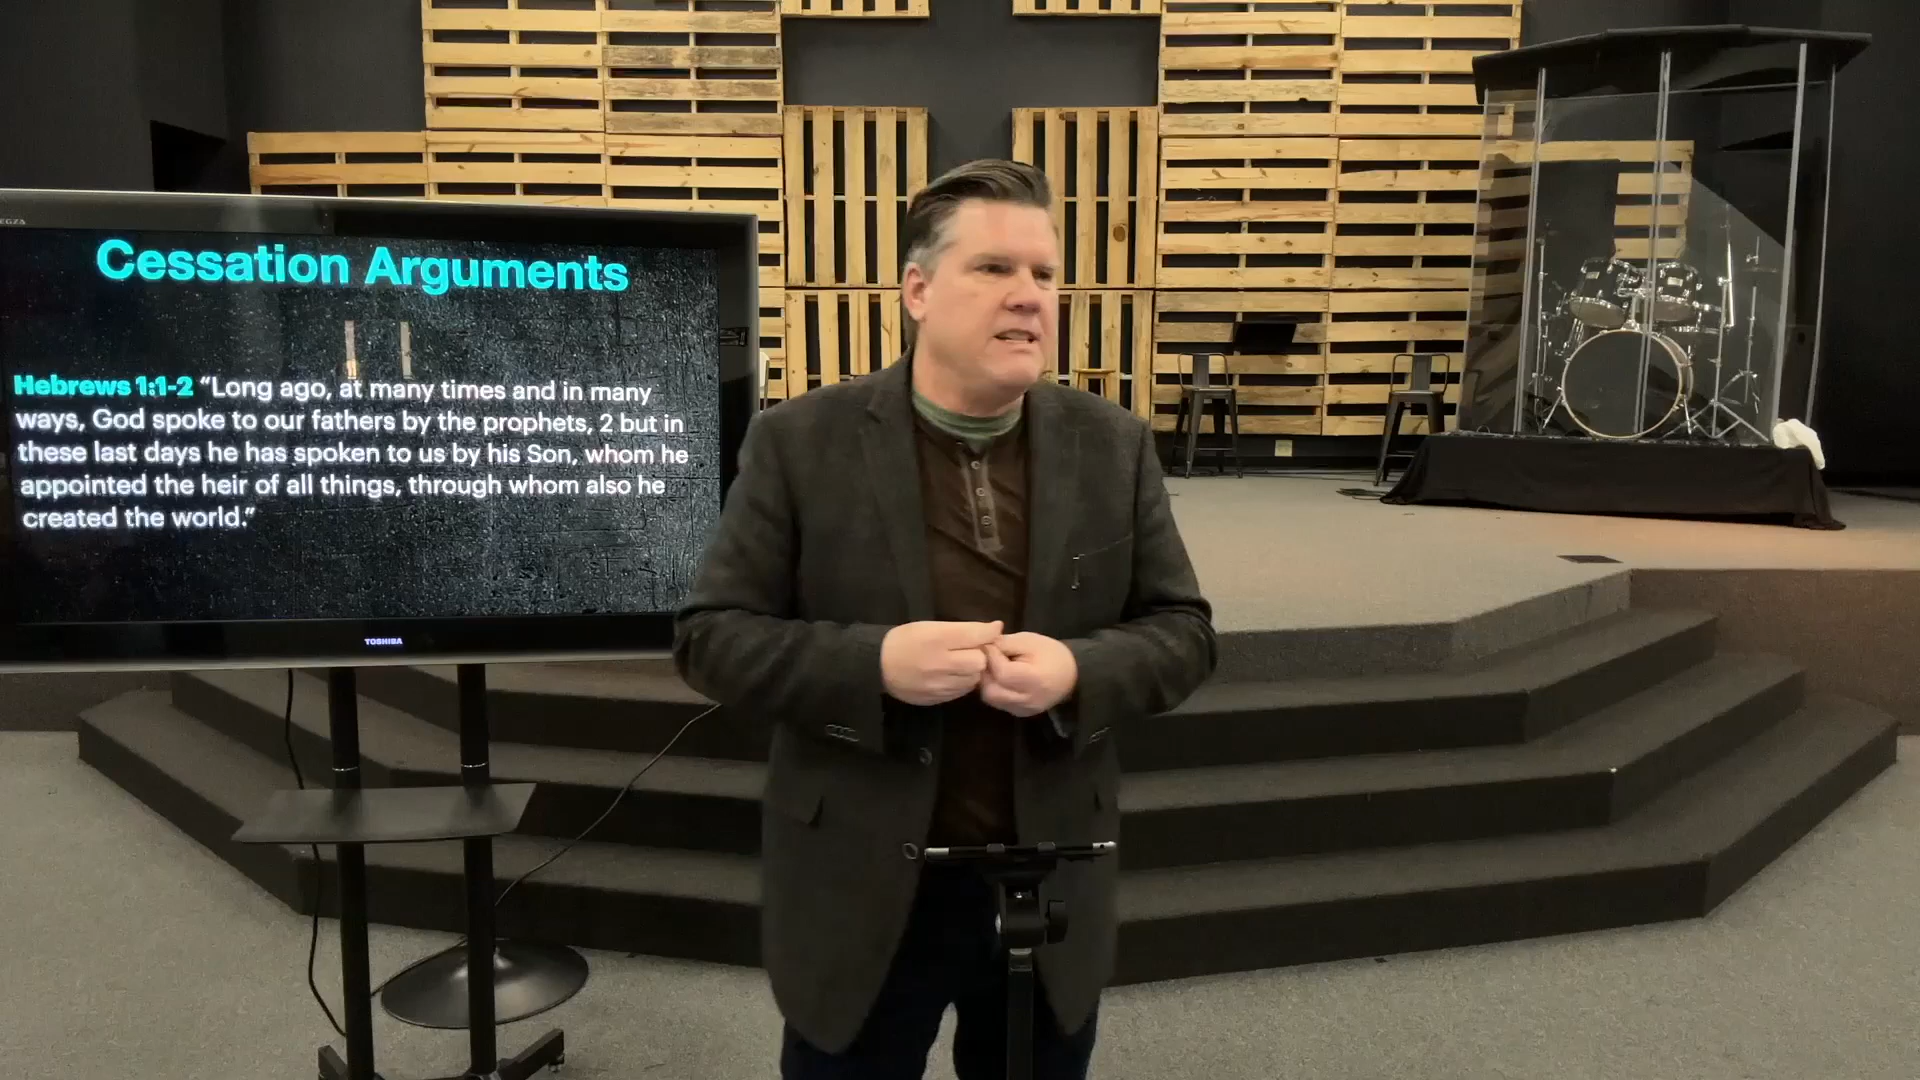 EGZA
Cessation Arguments
Hebrews 1:1-2 “Long ago, at many times and in many
ways, God spoke to our fathers by the prophets, 2 but in
these last days he has spoken to us by his Son, whom he
appointed the heir of all things, through whom also he
created the world.”
TOSHIBA